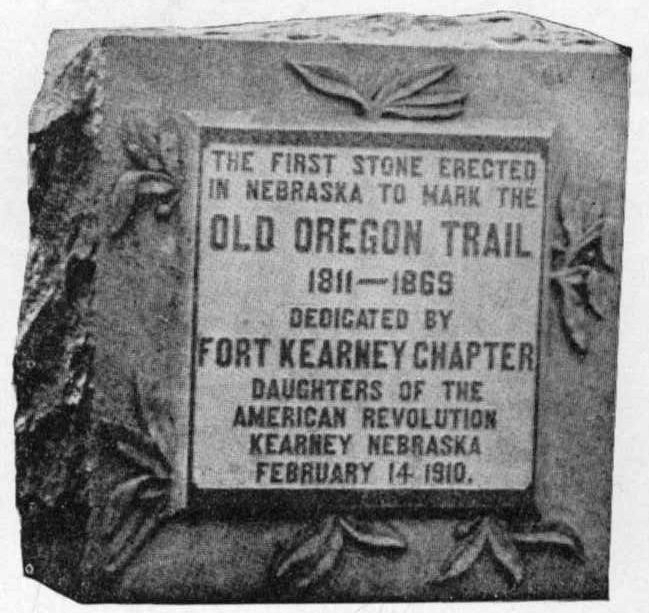 THE FIRST STONE ERECTED
IN NEBRASKA TO MARK THE
OLD OREGON TRAIL
1811—1869
DEDICATED BY
FORT KEARNEY CHAPTER
DAUGHTERS OF THE
AMERICAN REVOLUTION
KEARNEY NEBRASKA
FEBRUARY 14 1910.